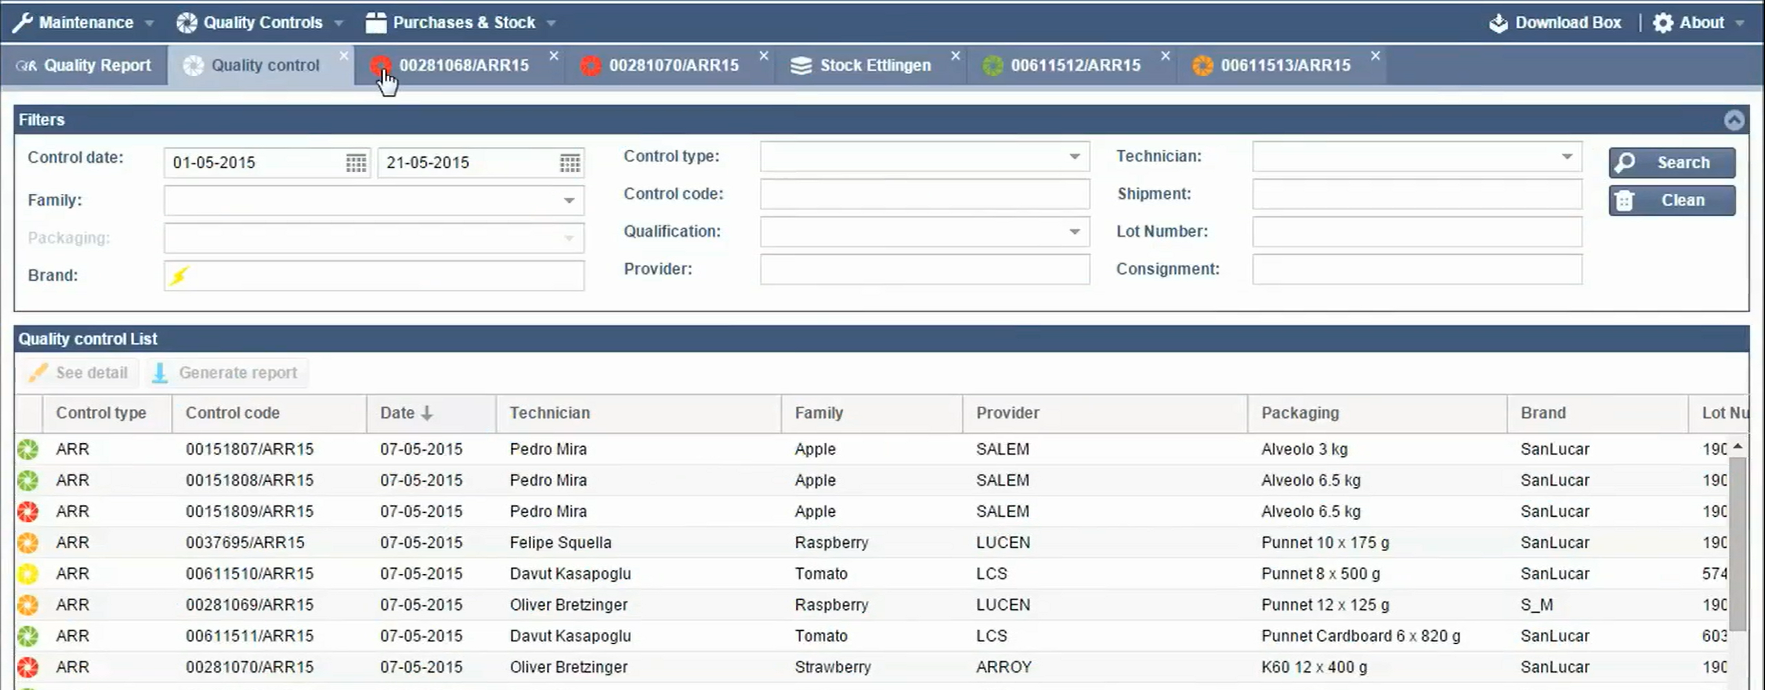 Maintenance Quality Controls Purchases & Stock Download Box | About
Quality Report Quality control 00281068/ARR15 00281070/ARR15 Stock Ettlingen 00611512/ARR15 00611513/ARR15
Filters
Control date: 01-05-2015 21-05-2015 Control type: Technician: Search
Family: Control code: Shipment: Clean
Packaging: Qualification: Lot Number:
Brand: Provider: Consignment:
Quality control List
See detail Generate report
Control type Control code Date Technician Family Provider Packaging Brand Lot Nu
ARR 00151807/ARR15 07-05-2015 Pedro Mira Apple SALEM Alveolo 3 kg SanLucar 190
ARR 00151808/ARR15 07-05-2015 Pedro Mira Apple SALEM Alveolo 6.5 kg SanLucar 190
ARR 00151809/ARR15 07-05-2015 Pedro Mira Apple SALEM Alveolo 6.5 kg SanLucar 190
ARR 0037695/ARR15 07-05-2015 Felipe Squella Raspberry LUCEN Punnet 10 x 175 g SanLucar 190
ARR 00611510/ARR15 07-05-2015 Davut Kasapoglu Tomato LCS Punnet 8 x 500 g SanLucar 574
ARR 00281069/ARR15 07-05-2015 Oliver Bretzinger Raspberry LUCEN Punnet 12 x 125 g S_M 190
ARR 00611511/ARR15 07-05-2015 Davut Kasapoglu Tomato LCS Punnet Cardboard 6 x 820 g SanLucar 603
ARR 00281070/ARR15 07-05-2015 Oliver Bretzinger Strawberry ARROY K60 12 x 400 g SanLucar 190